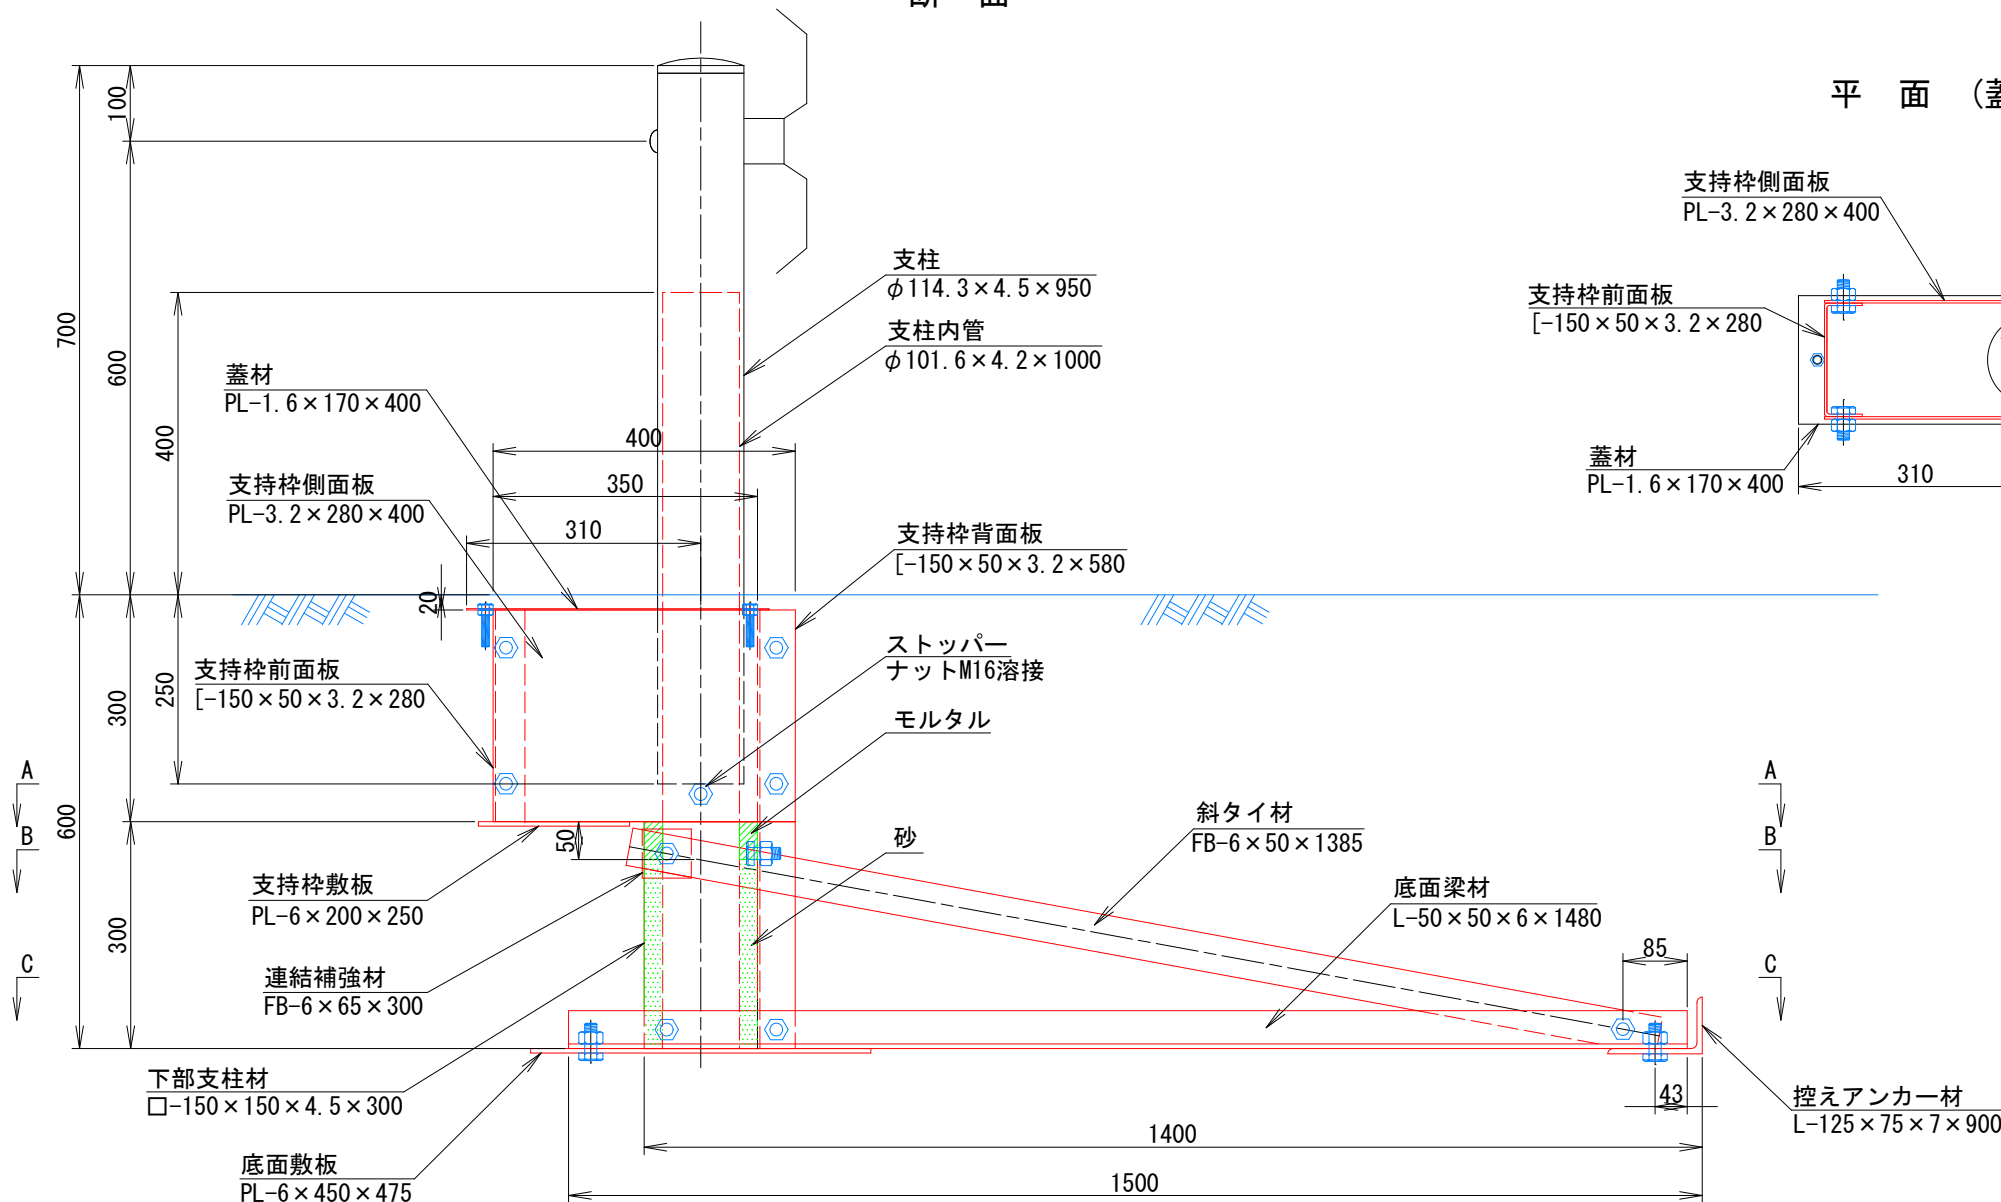 断 面
平 面 (蓋
100
600
700
400
250
300
600
300
20
50
400
350
310
支柱
φ114.3×4.5×950
支柱内管
φ101.6×4.2×1000
蓋材
PL-1.6×170×400
支持枠側面板
PL-3.2×280×400
支持枠背面板
[-150×50×3.2×580
支持枠前面板
[-150×50×3.2×280
ストッパー
ナットM16溶接
モルタル
砂
斜タイ材
FB-6×50×1385
底面梁材
L-50×50×6×1480
支持枠敷板
PL-6×200×250
連結補強材
FB-6×65×300
下部支柱材
□-150×150×4.5×300
底面敷板
PL-6×450×475
控えアンカー材
L-125×75×7×900
85
43
1400
1500
A
B
C
A
B
C
支持枠側面板
PL-3.2×280×400
支持枠前面板
[-150×50×3.2×280
蓋材
PL-1.6×170×400
310